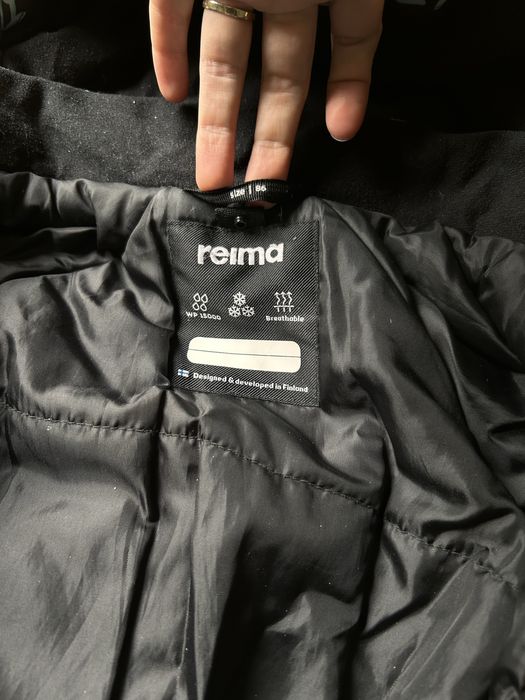 size | 86
reima
WP 15000
Breathable
Designed & developed in Finland